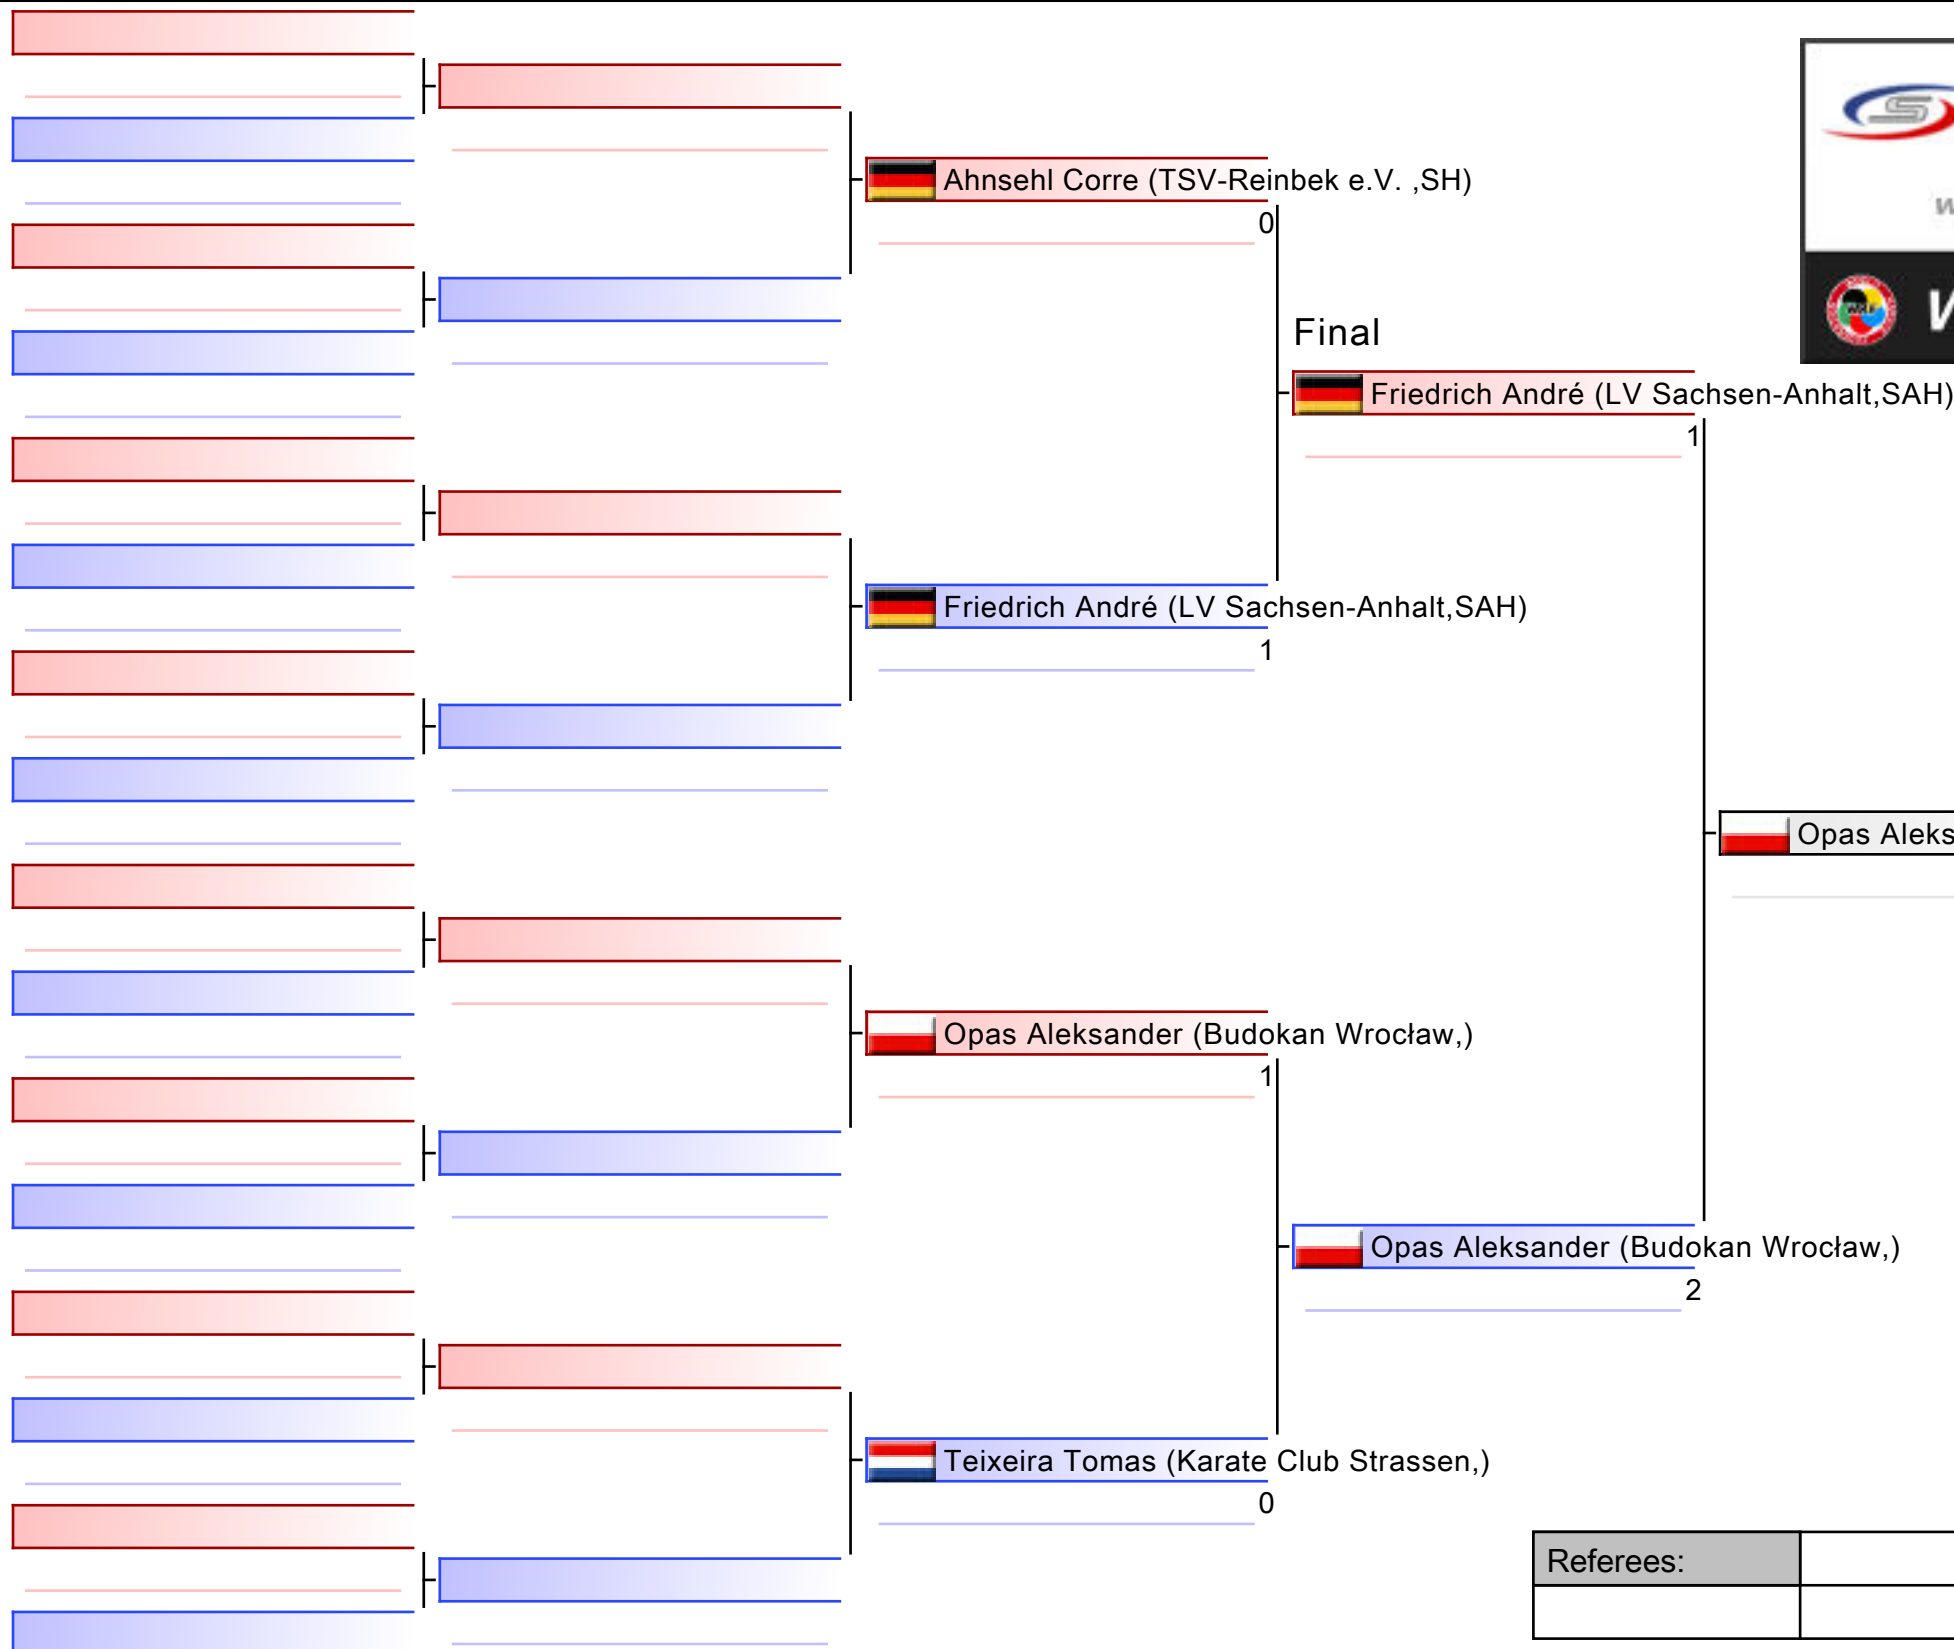 Ahnsehl Corre (TSV-Reinbek e.V. ,SH)
0
Final
Friedrich André (LV Sachsen-Anhalt,SAH)
1
Friedrich André (LV Sachsen-Anhalt,SAH)
1
Opas Aleks
Opas Aleksander (Budokan Wrocław,)
1
Opas Aleksander (Budokan Wrocław,)
2
Teixeira Tomas (Karate Club Strassen,)
0
Referees: